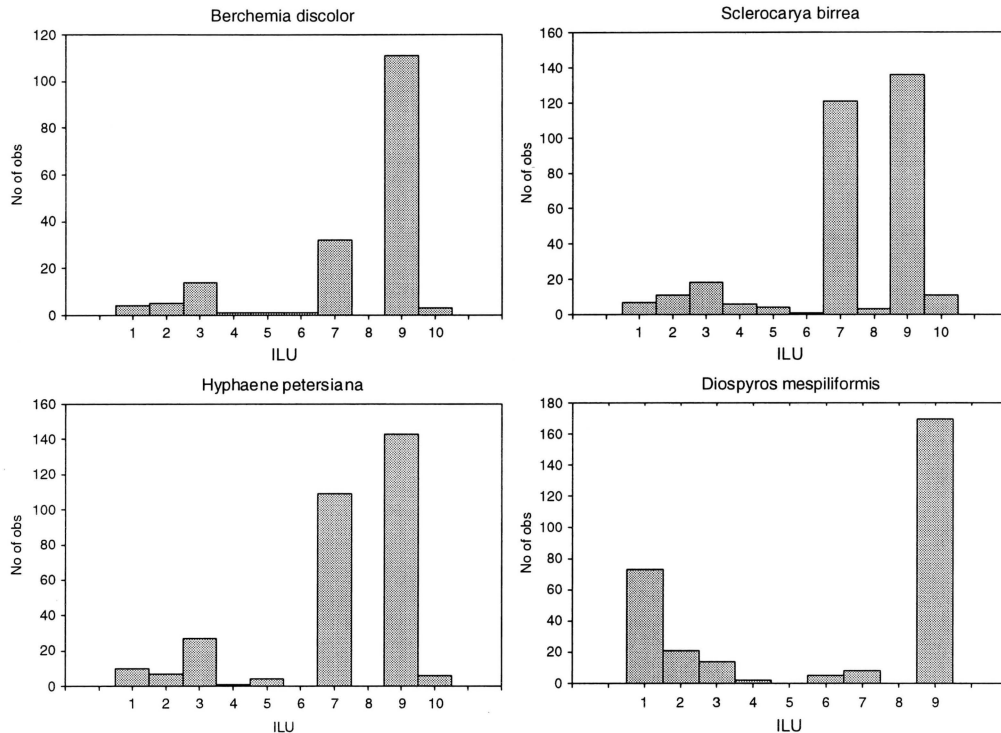 Berchemia discolor
120
100
80
60
40
20
0
No of obs
1 2 3 4 5 6 7 8 9 10
ILU
Sclerocarya birrea
160
140
120
100
80
60
40
20
0
No of obs
1 2 3 4 5 6 7 8 9 10
ILU
Hyphaene petersiana
160
140
120
100
80
60
40
20
0
No of obs
1 2 3 4 5 6 7 8 9 10
ILU
Diospyros mespiliformis
180
160
140
120
100
80
60
40
20
0
No of obs
1 2 3 4 5 6 7 8 9
ILU